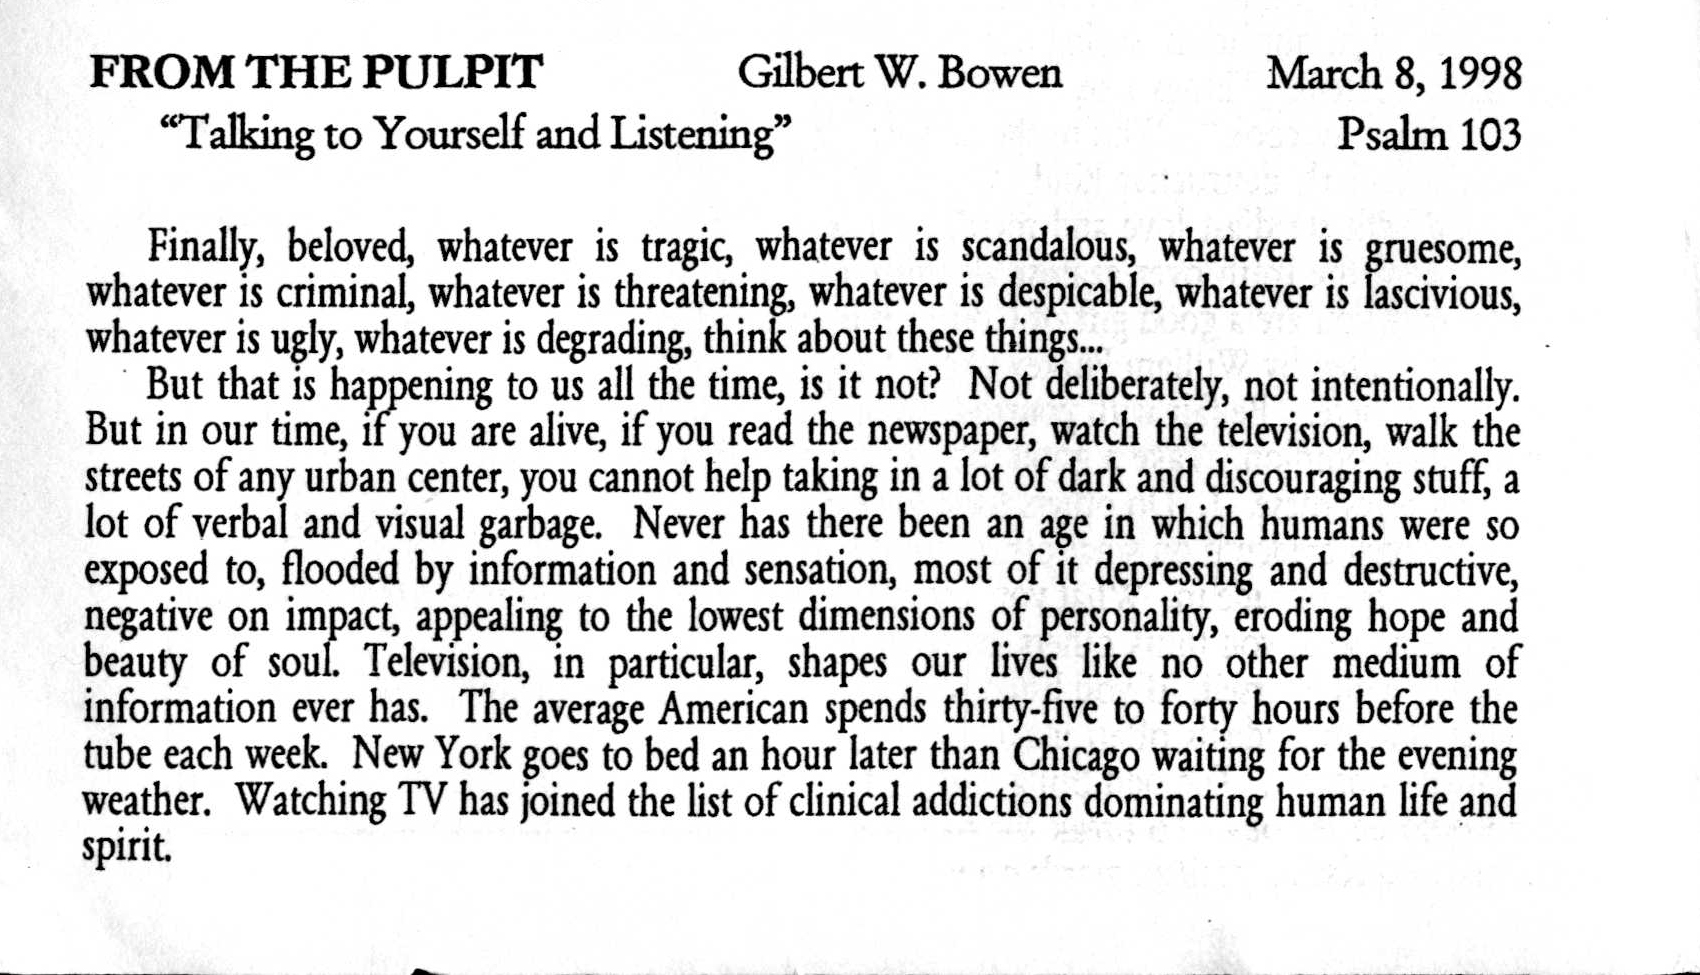 FROM THE PULPIT Gilbert W. Bowen March 8, 1998
“Talking to Yourself and Listening” Psalm 103
Finally, beloved, whatever is tragic, whatever is scandalous, whatever is gruesome,
whatever is criminal, whatever is threatening, whatever is despicable, whatever is lascivious,
whatever is ugly, whatever is degrading, think about these things...
But that is happening to us all the time, is it not? Not deliberately, not intentionally.
But in our time, if you are alive, if you read the newspaper, watch the television, walk the
streets of any urban center, you cannot help taking in a lot of dark and discouraging stuff, a
lot of verbal and visual garbage. Never has there been an age in which humans were so
exposed to, flooded by information and sensation, most of it depressing and destructive,
negative on impact, appealing to the lowest dimensions of personality, eroding hope and
beauty of soul. Television, in particular, shapes our lives like no other medium of
information ever has. The average American spends thirty-five to forty hours before the
tube each week. New York goes to bed an hour later than Chicago waiting for the evening
weather. Watching TV has joined the list of clinical addictions dominating human life and
spirit.